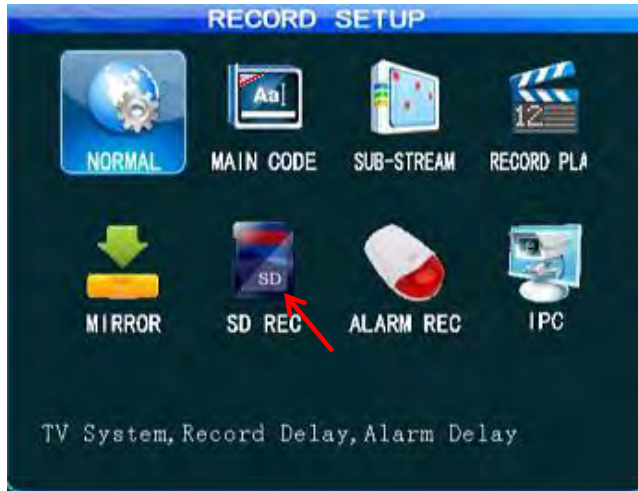 RECORD SETUP
Aa
12
NORMAL MAIN CODE SUB-STREAM RECORD PLA
SD
MIRROR SD REC ALARM REC IPC
TV System,Record Delay,Alarm Delay